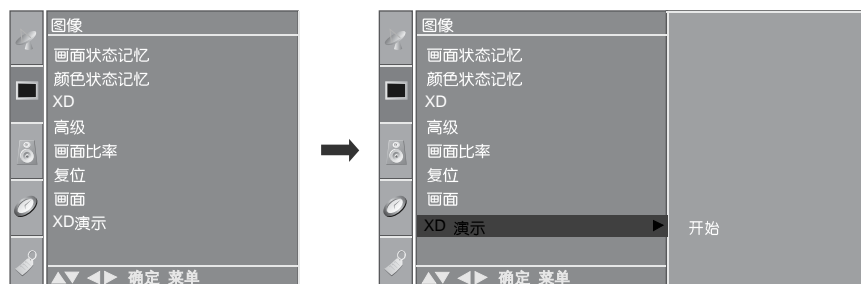 图像
画面状态记忆
颜色状态记忆
XD
高级
画面比率
复位
画面
XD演示
▲▼ ◀▶ 确定 菜单
图像
画面状态记忆
颜色状态记忆
XD
高级
画面比率
复位
画面
XD 演示 ▶ 开始
▲▼ ◀▶ 确定 菜单